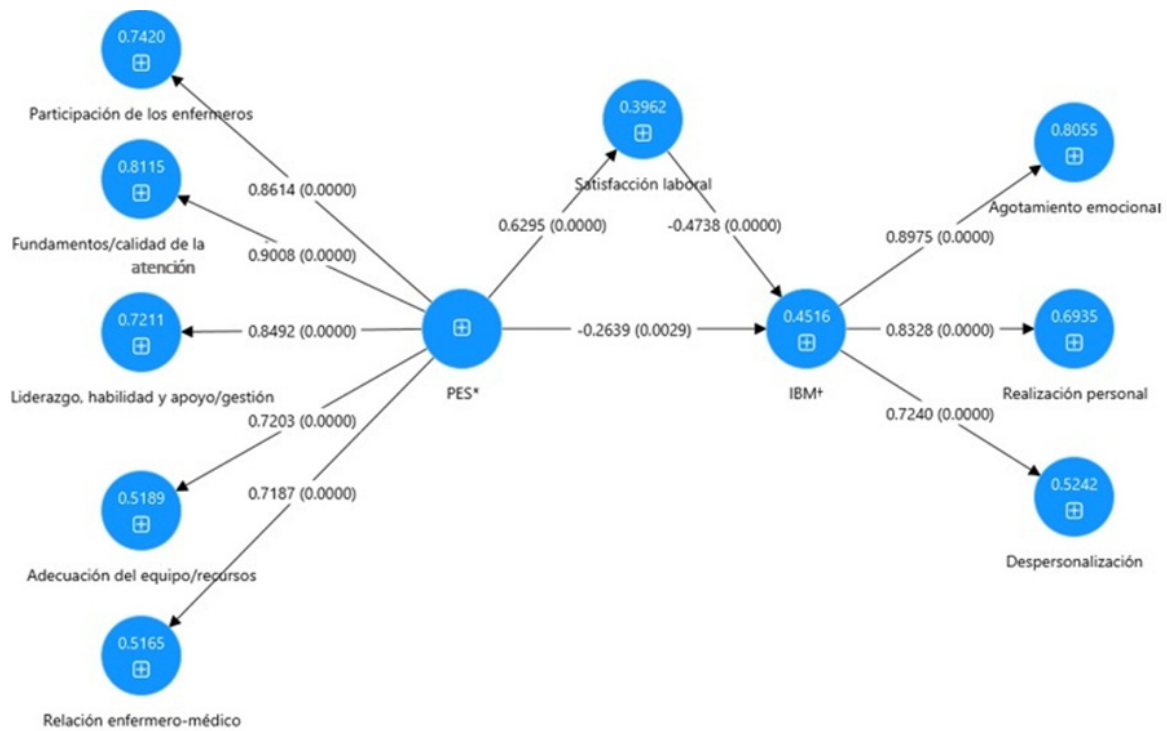 0.7420
Participación de los enfermeros
0.8115
Fundamentos/calidad de la
atención
0.7211
Liderazgo, habilidad y apoyo/gestión
0.5189
Adecuación del equipo/recursos
0.5165
Relación enfermero-médico
0.8614 (0.0000)
0.9008 (0.0000)
0.8492 (0.0000)
0.7203 (0.0000)
0.7187 (0.0000)
PES*
0.3962
Satisfacción laboral
0.6295 (0.0000)
-0.4738 (0.0000)
-0.2639 (0.0029)
0.4516
IBM†
0.8975 (0.0000)
0.8328 (0.0000)
0.7240 (0.0000)
0.8055
Agotamiento emocional
0.6935
Realización personal
0.5242
Despersonalización